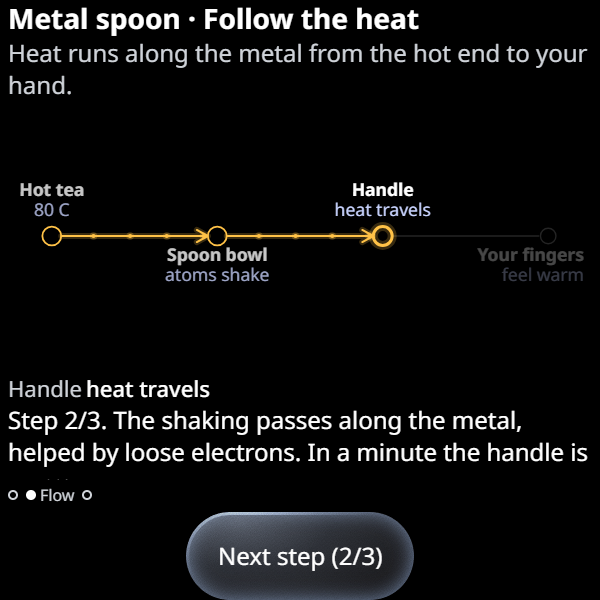 Metal spoon · Follow the heat
Heat runs along the metal from the hot end to your
hand.
Hot tea
80 C
Handle
heat travels
Spoon bowl
atoms shake
Your fingers
feel warm
Handle heat travels
Step 2/3. The shaking passes along the metal,
helped by loose electrons. In a minute the handle is
Flow
Next step (2/3)